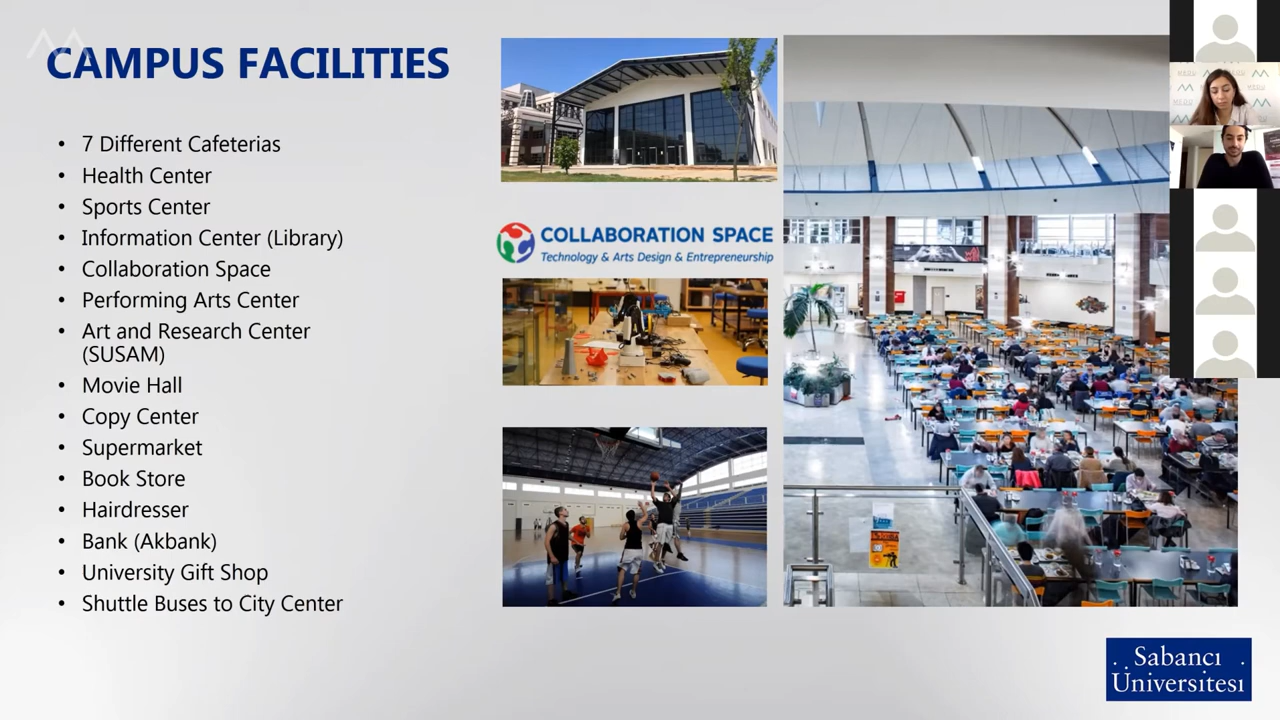 CAMPUS FACILITIES
• 7 Different Cafeterias
• Health Center
• Sports Center
• Information Center (Library)
• Collaboration Space
• Performing Arts Center
• Art and Research Center
(SUSAM)
• Movie Hall
• Copy Center
• Supermarket
• Book Store
• Hairdresser
• Bank (Akbank)
• University Gift Shop
• Shuttle Buses to City Center
COLLABORATION SPACE
Technology & Arts Design & Entrepreneurship
Sabancı
Üniversitesi